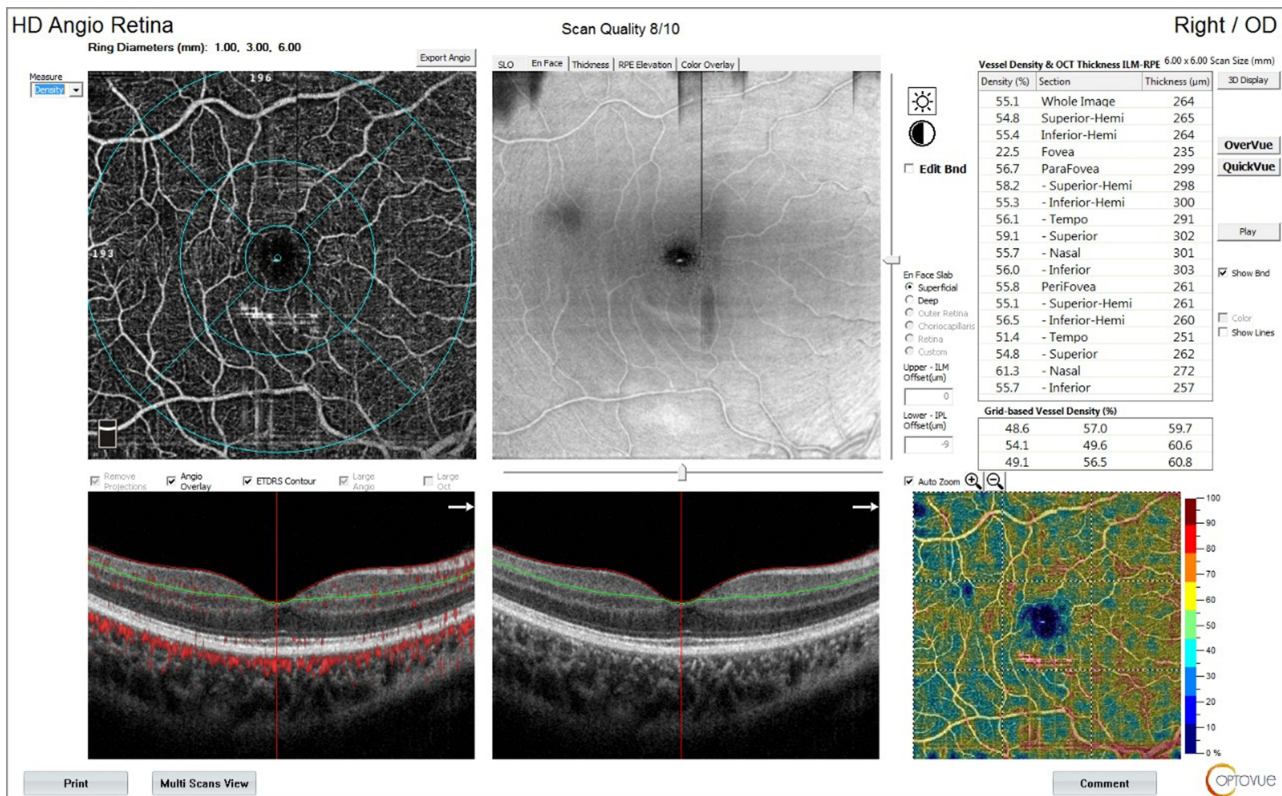 HD Angio Retina
Scan Quality 8/10
Right / OD
Ring Diameters (mm): 1.00, 3.00, 6.00
Export Angio
Measure
Density
196
193
SLO En Face Thickness RPE Elevation Color Overlay
Edit Bnd
En Face Slab
Superficial
Deep
Outer Retina
Choriocapillaris
Retina
Custom
Upper - ILM
Offset(um)
0
Lower - IPL
Offset(um)
-9
Vessel Density & OCT Thickness ILM-RPE 6.00 x 6.00 Scan Size (mm)
Density (%) Section Thickness (µm)
55.1 Whole Image 264
54.8 Superior-Hemi 265
55.4 Inferior-Hemi 264
22.5 Fovea 235
56.7 ParaFovea 299
58.2 - Superior-Hemi 298
55.3 - Inferior-Hemi 300
56.1 - Tempo 291
59.1 - Superior 302
55.7 - Nasal 301
56.0 - Inferior 303
55.8 PeriFovea 261
55.1 - Superior-Hemi 261
56.5 - Inferior-Hemi 260
51.4 - Tempo 251
54.8 - Superior 262
61.3 - Nasal 272
55.7 - Inferior 257
Grid-based Vessel Density (%)
48.6 57.0 59.7
54.1 49.6 60.6
49.1 56.5 60.8
3D Display
OverVue
QuickVue
Play
Show Bnd
Color
Show Lines
Remove Projections
Angio Overlay
ETDRS Contour
Large Angio
Large Oct
Auto Zoom
100
90
80
70
60
50
40
30
20
10
0 %
Print
Multi Scans View
Comment
OPTOVUE